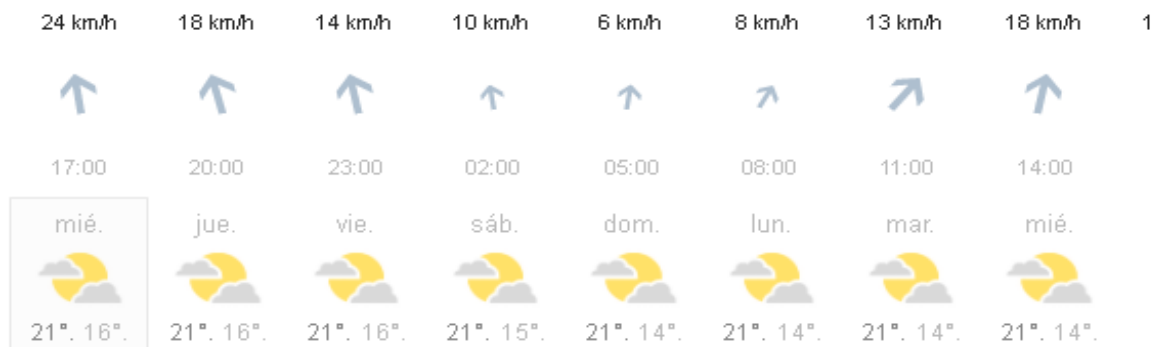 24 km/h 18 km/h 14 km/h 10 km/h 6 km/h 8 km/h 13 km/h 18 km/h 1
17:00 20:00 23:00 02:00 05:00 08:00 11:00 14:00
mié. jue. vie. sáb. dom. lun. mar. mié.
21°. 16°. 21°. 16°. 21°. 16°. 21°. 15°. 21°. 14°. 21°. 14°. 21°. 14°. 21°. 14°.